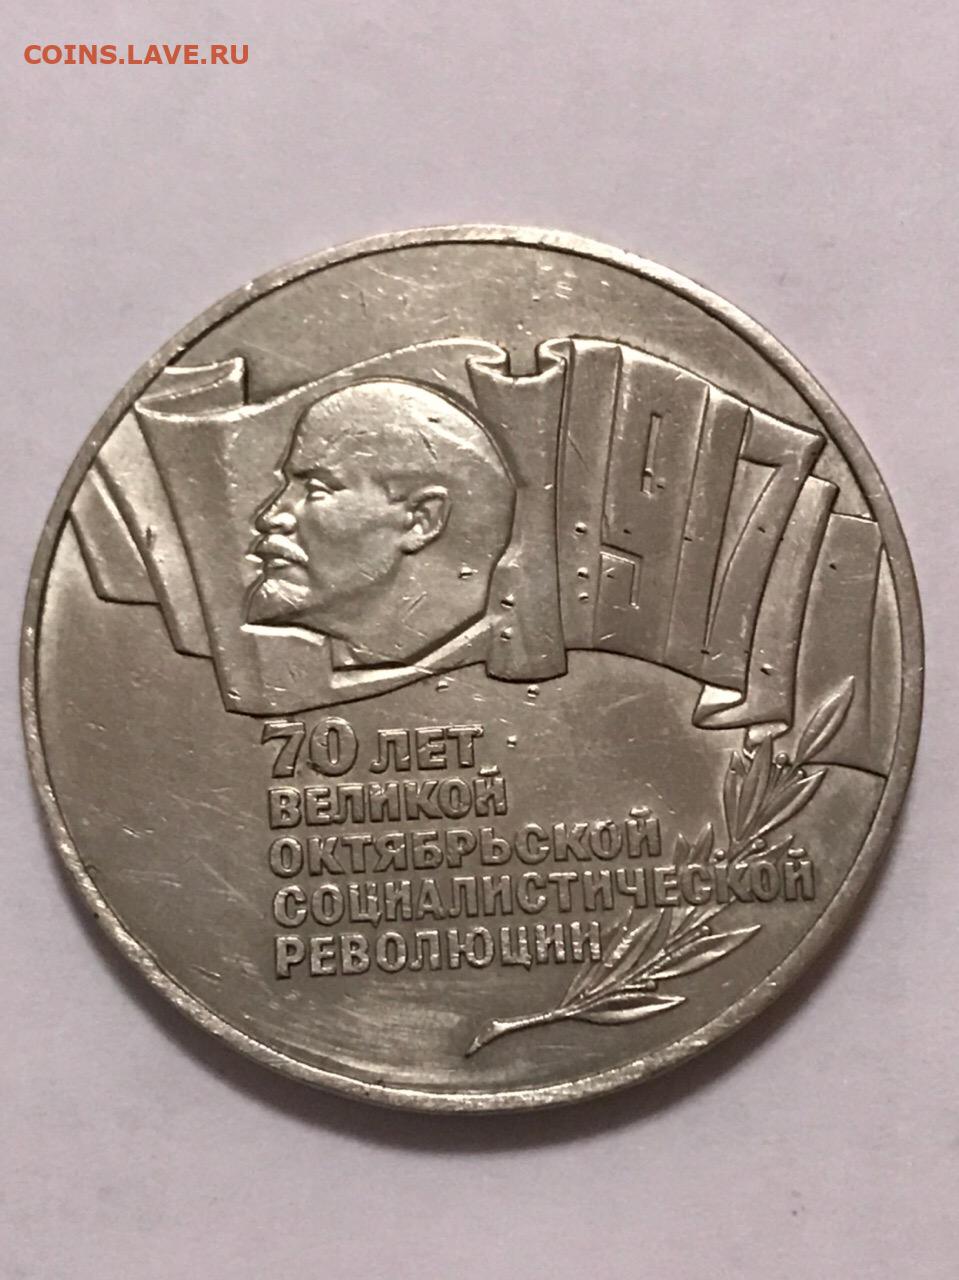 COINS.LAVE.RU
1917
70 ЛЕТ
ВЕЛИКОЙ
ОКТЯБРЬСКОЙ
СОЦИАЛИСТИЧЕСКОЙ
РЕВОЛЮЦИИ